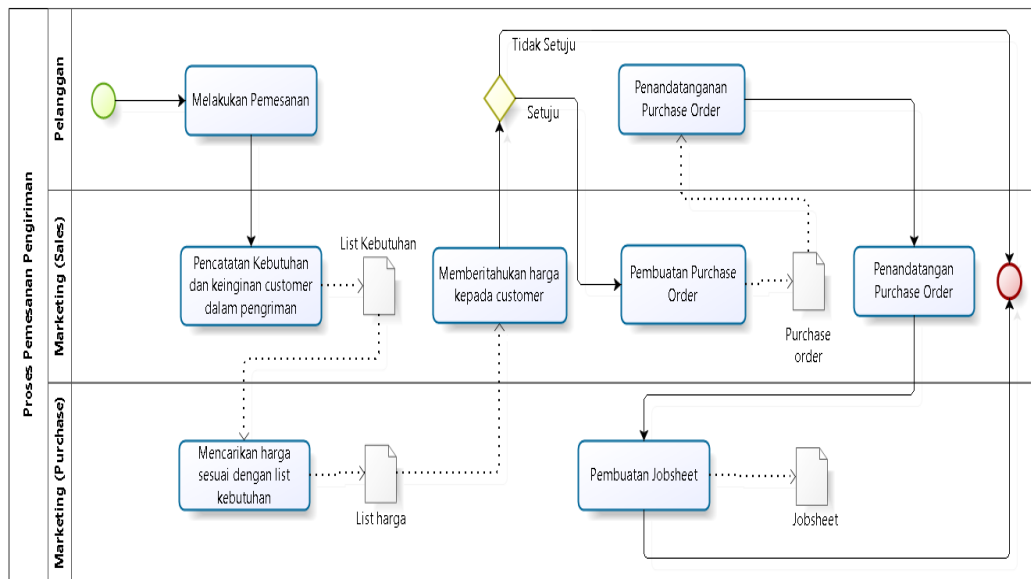 Proses Pemesanan Pengiriman
Pelanggan
Melakukan Pemesanan
Tidak Setuju
Setuju
Penandatanganan
Purchase Order
Marketing (Sales)
Pencatatan Kebutuhan
dan keinginan customer
dalam pengriman
List Kebutuhan
Memberitahukan harga
kepada customer
Pembuatan Purchase
Order
Purchase
order
Penandatangan
Purchase Order
Marketing (Purchase)
Mencarikan harga
sesuai dengan list
kebutuhan
List harga
Pembuatan Jobsheet
Jobsheet